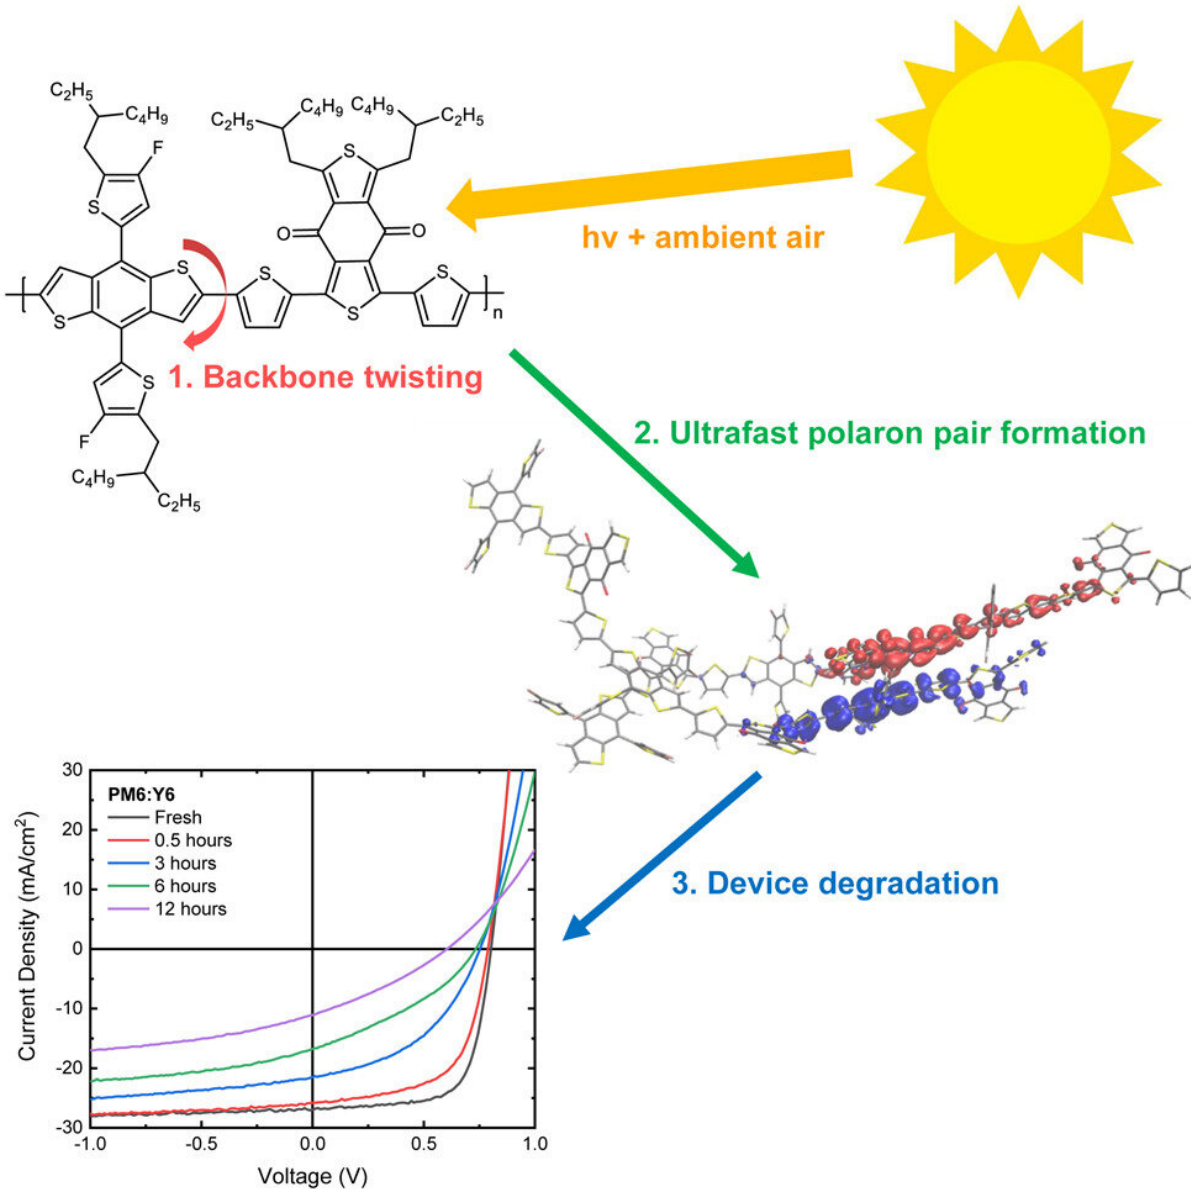 C2H5
C4H9
F
S
C2H5
C4H9
C4H9
C2H5
S
O
O
S
S
S
S
S
n
S
F
C4H9
C2H5
hν + ambient air
1. Backbone twisting
2. Ultrafast polaron pair formation
3. Device degradation
PM6:Y6
Fresh
0.5 hours
3 hours
6 hours
12 hours
30
20
10
0
-10
-20
-30
-1.0
-0.5
0.0
0.5
1.0
Current Density (mA/cm²)
Voltage (V)